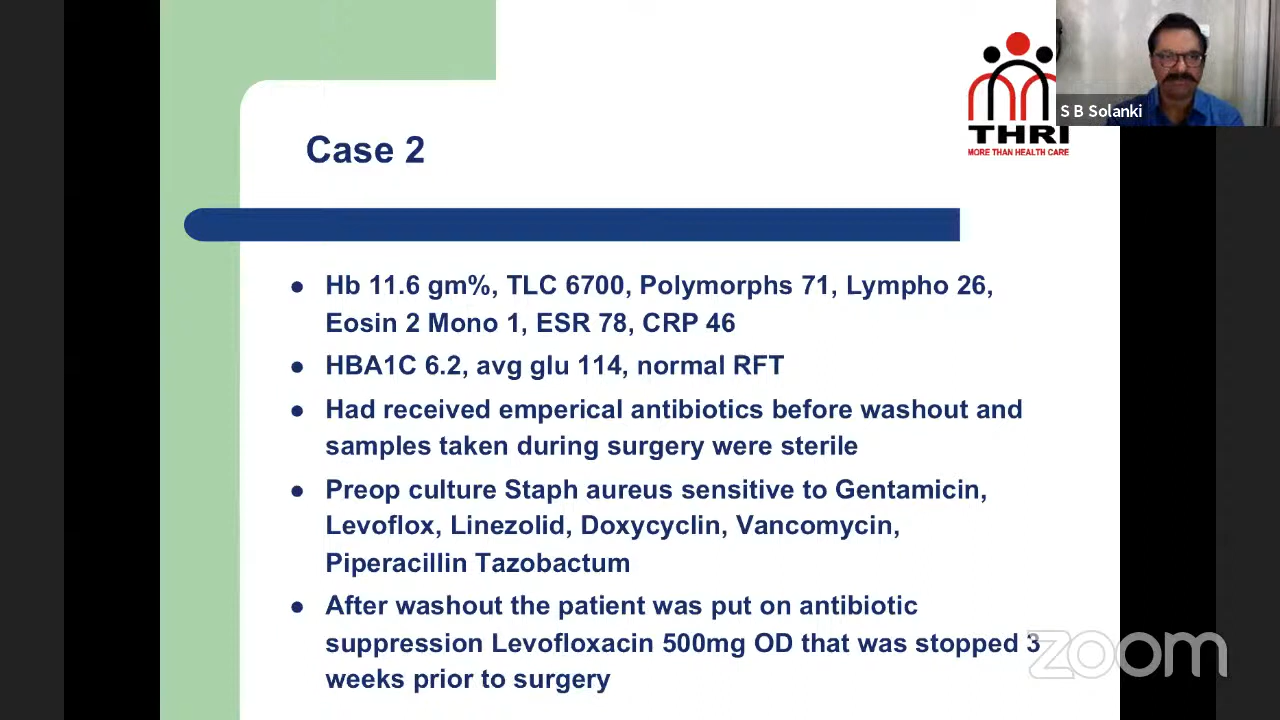 S B Solanki
THRI
MORE THAN HEALTH CARE
Case 2
● Hb 11.6 gm%, TLC 6700, Polymorphs 71, Lympho 26,
Eosin 2 Mono 1, ESR 78, CRP 46
● HBA1C 6.2, avg glu 114, normal RFT
● Had received emperical antibiotics before washout and
samples taken during surgery were sterile
● Preop culture Staph aureus sensitive to Gentamicin,
Levoflox, Linezolid, Doxycyclin, Vancomycin,
Piperacillin Tazobactum
● After washout the patient was put on antibiotic
suppression Levofloxacin 500mg OD that was stopped 3
weeks prior to surgery
zoom